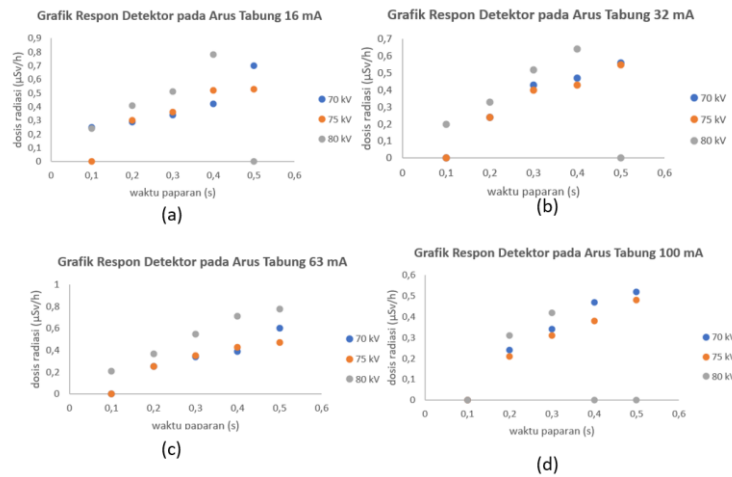 Grafik Respon Detektor pada Arus Tabung 16 mA
dosis radiasi (µSv/h)
0,9
0,8
0,7
0,6
0,5
0,4
0,3
0,2
0,1
0
0 0,1 0,2 0,3 0,4 0,5 0,6
waktu paparan (s)
70 kV
75 kV
80 kV
(a)
Grafik Respon Detektor pada Arus Tabung 32 mA
dosis radiasi (µSv/h)
0,7
0,6
0,5
0,4
0,3
0,2
0,1
0
0 0,1 0,2 0,3 0,4 0,5 0,6
waktu paparan (s)
70 kV
75 kV
80 kV
(b)
Grafik Respon Detektor pada Arus Tabung 63 mA
dosis radiasi (µSv/h)
1
0,8
0,6
0,4
0,2
0
0 0,1 0,2 0,3 0,4 0,5 0,6
waktu paparan (s)
70 kV
75 kV
80 kV
(c)
Grafik Respon Detektor pada Arus Tabung 100 mA
dosis radiasi (µSv/h)
0,6
0,5
0,4
0,3
0,2
0,1
0
0 0,1 0,2 0,3 0,4 0,5 0,6
waktu paparan (s)
70 kV
75 kV
80 kV
(d)